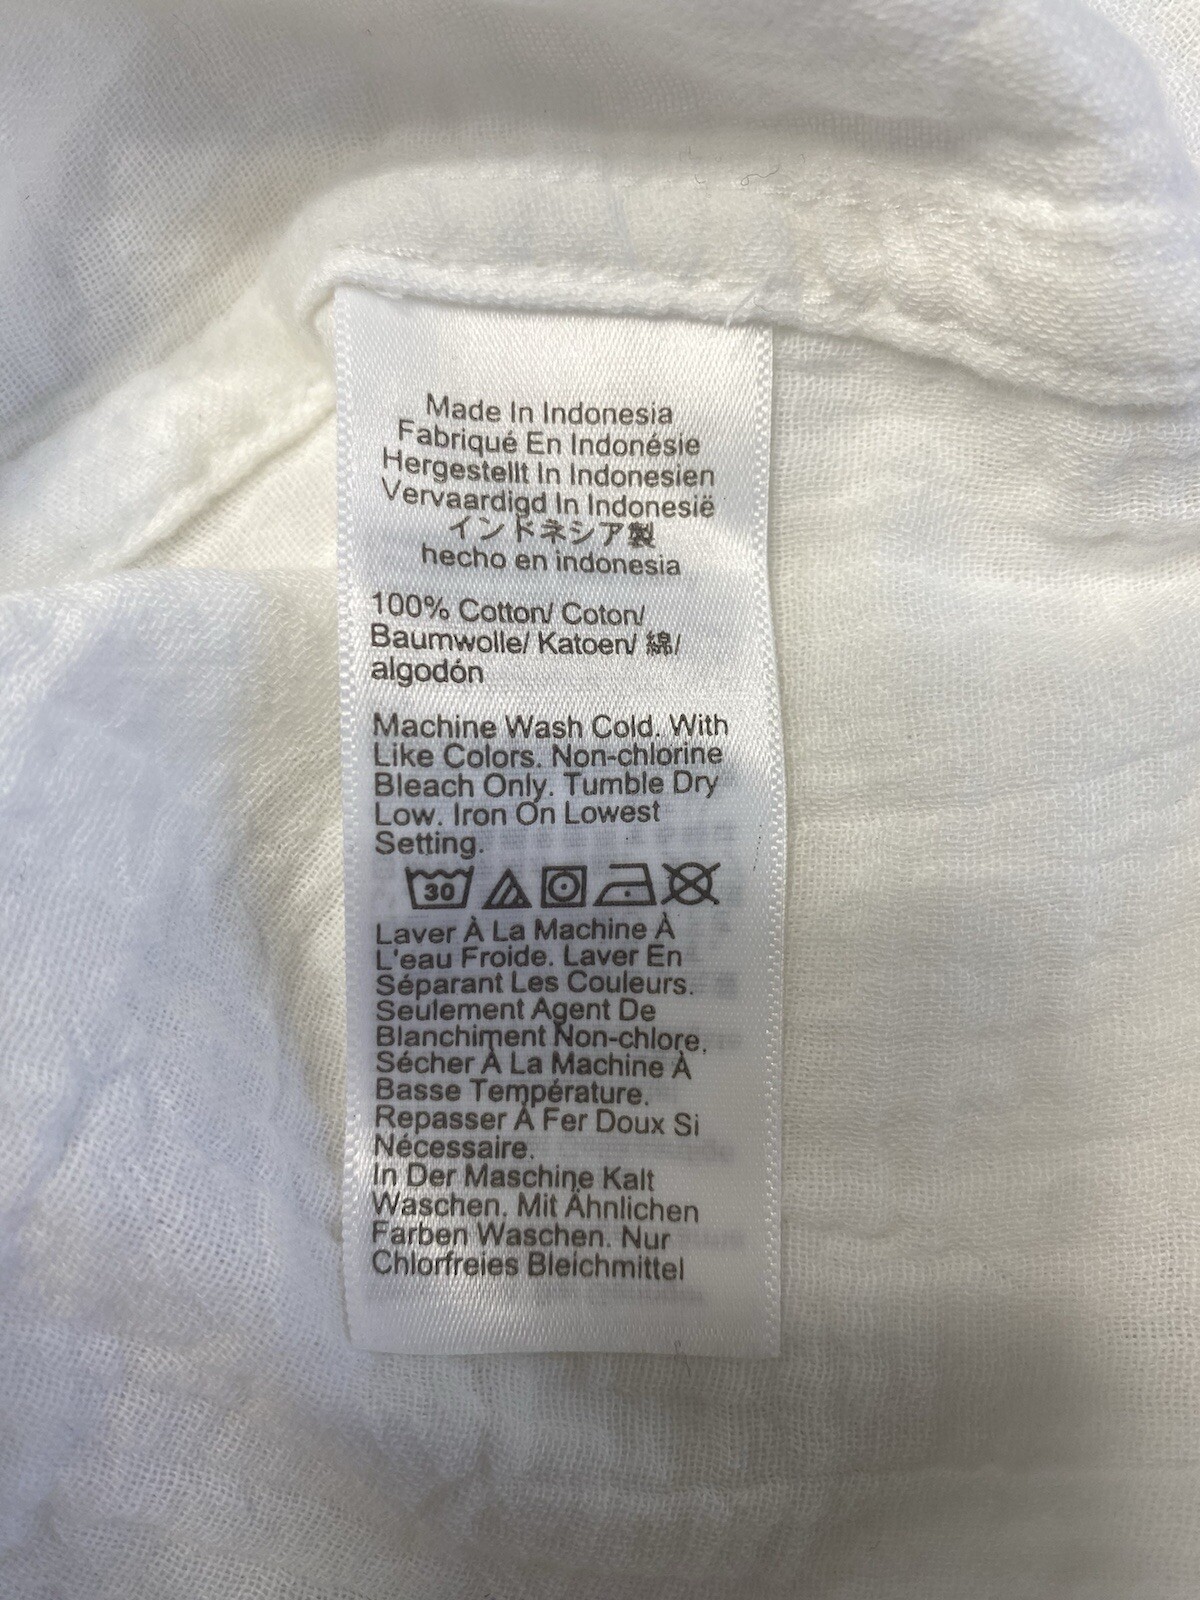 Made In Indonesia
Fabriqué En Indonésie
Hergestellt In Indonesien
Vervaardigd In Indonesië
インドネシア製
hecho en indonesia
100% Cotton/ Coton/
Baumwolle/ Katoen/ 綿/
algodón
Machine Wash Cold. With
Like Colors. Non-chlorine
Bleach Only. Tumble Dry
Low. Iron On Lowest
Setting.
30
Laver À La Machine À
L'eau Froide. Laver En
Séparant Les Couleurs.
Seulement Agent De
Blanchiment Non-chlore.
Sécher À La Machine À
Basse Température.
Repasser À Fer Doux Si
Nécessaire.
In Der Maschine Kalt
Waschen. Mit Ähnlichen
Farben Waschen. Nur
Chlorfreies Bleichmittel